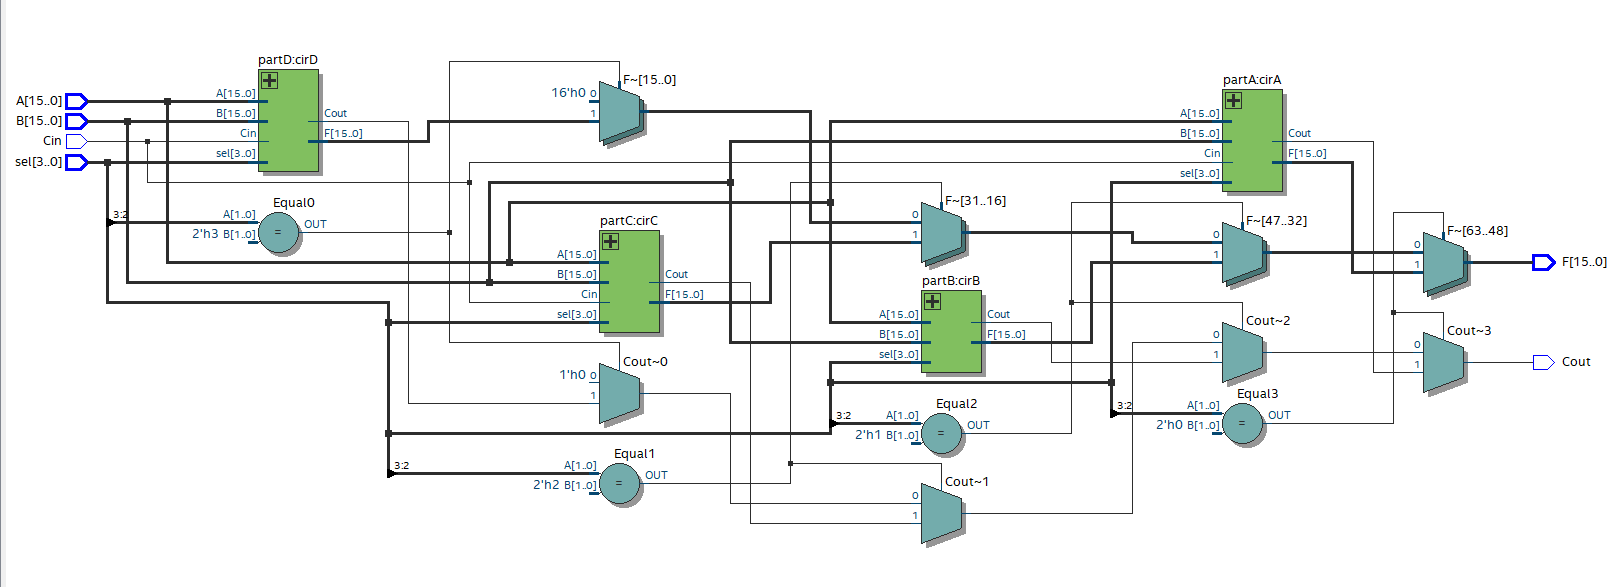 partD:cirD
A[15..0]
B[15..0]
Cin
sel[3..0]
A[15..0]
B[15..0]
Cin
sel[3..0]
Cout
F[15..0]
3:2
Equal0
A[1..0]
2'h3 B[1..0]
=
OUT
F~[15..0]
16'h0 0
1
partC:cirC
A[15..0]
B[15..0]
Cin
sel[3..0]
Cout
F[15..0]
Cout~0
1'h0 0
1
3:2
Equal1
A[1..0]
2'h2 B[1..0]
=
OUT
F~[31..16]
0
1
partB:cirB
A[15..0]
B[15..0]
sel[3..0]
Cout
F[15..0]
3:2
Equal2
A[1..0]
2'h1 B[1..0]
=
OUT
Cout~1
0
1
partA:cirA
A[15..0]
B[15..0]
Cin
sel[3..0]
Cout
F[15..0]
F~[47..32]
0
1
Cout~2
0
1
3:2
Equal3
A[1..0]
2'h0 B[1..0]
=
OUT
F~[63..48]
0
1
F[15..0]
Cout~3
0
1
Cout